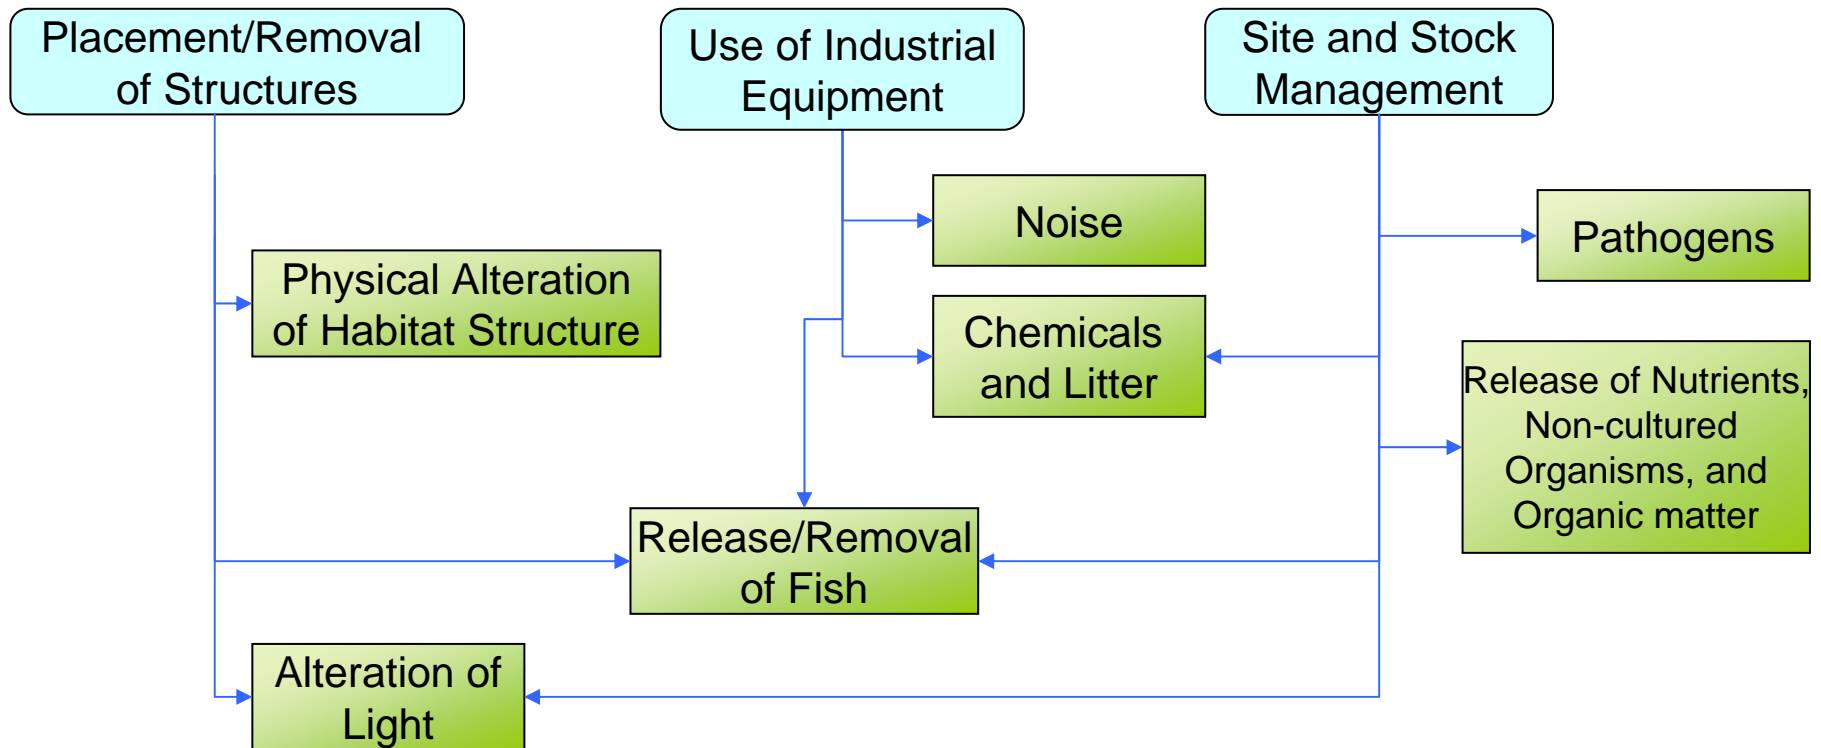 Placement/Removal
of Structures
Use of Industrial
Equipment
Site and Stock
Management
Noise
Pathogens
Physical Alteration
of Habitat Structure
Chemicals
and Litter
Release of Nutrients,
Non-cultured
Organisms, and
Organic matter
Release/Removal
of Fish
Alteration of
Light